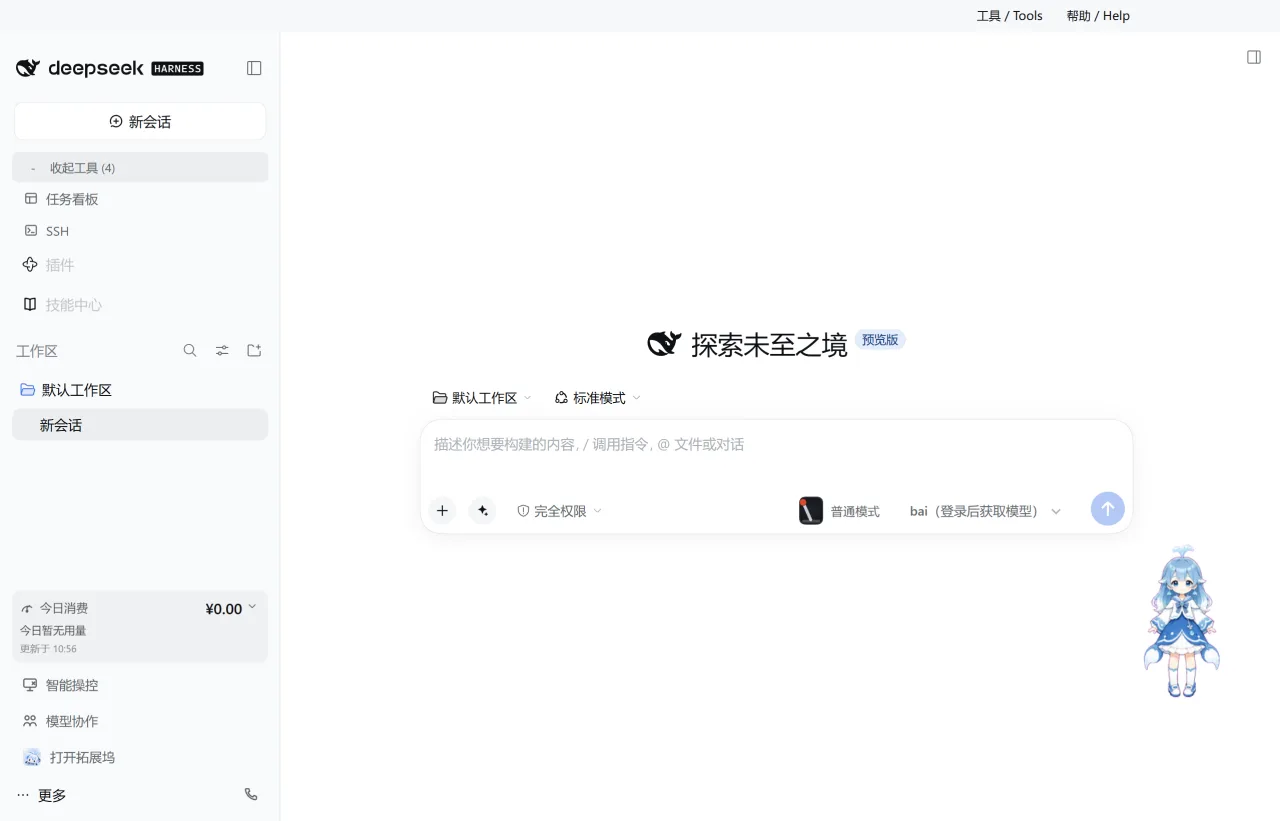 工具 / Tools
帮助 / Help
deepseek HARNESS
新会话
- 收起工具 (4)
任务看板
SSH
插件
技能中心
工作区
默认工作区
新会话
探索未至之境 预览版
默认工作区 标准模式
描述你想要构建的内容, / 调用指令, @ 文件或对话
完全权限 普通模式 bai（登录后获取模型）
今日消费 ¥0.00
今日暂无用量
更新于 10:56
智能操控
模型协作
打开拓展坞
··· 更多